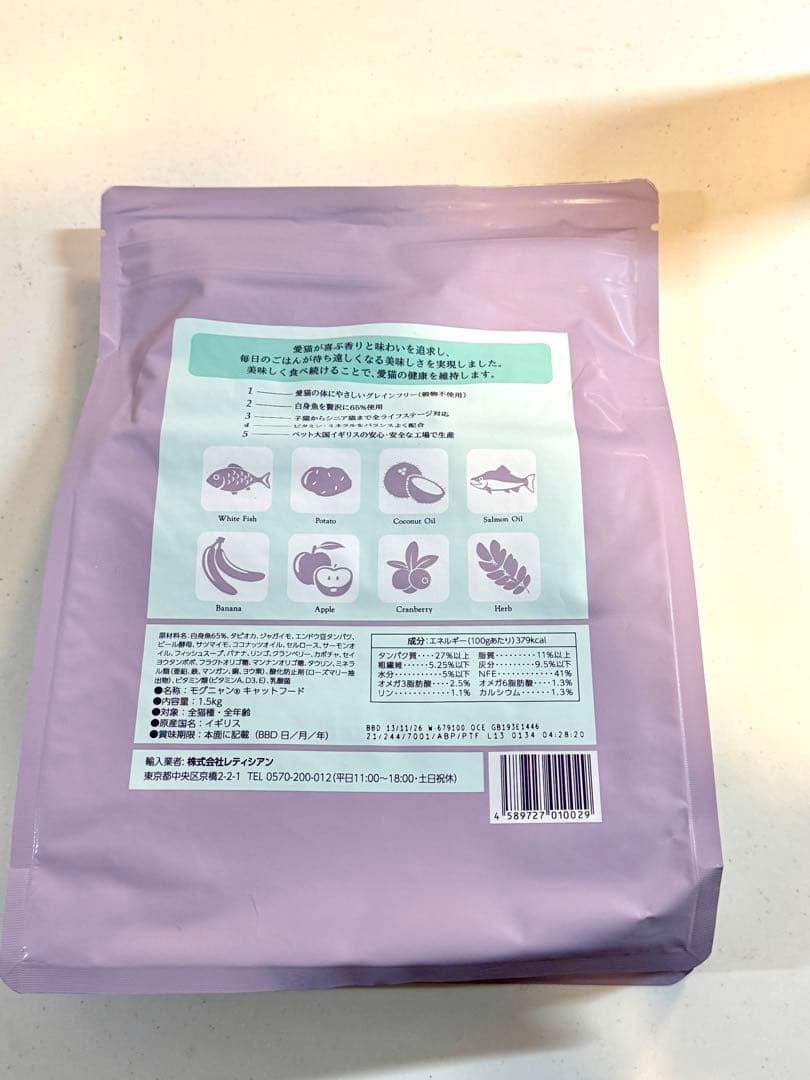 愛猫が喜ぶ香りと味わいを追求し、
毎日のごはんが待ち遠しくなる美味しさを実現しました。
美味しく食べ続けることで、愛猫の健康を維持します。
1 愛猫の体にやさしいグレインフリー（穀物不使用）
2 白身魚を贅沢に65%使用
3 子猫からシニア猫まで全ライフステージ対応
4 ビタミン・ミネラルをバランスよく配合
5 ペット大国イギリスの安心・安全な工場で生産
White Fish Potato Coconut Oil Salmon Oil
Banana Apple Cranberry Herb
原材料名：白身魚65%、タピオカ、ジャガイモ、エンドウ豆タンパク、
ビール酵母、サツマイモ、ココナッツオイル、セルロース、サーモンオ
イル、フィッシュスープ、バナナ、リンゴ、クランベリー、カボチャ、セイ
ヨウタンポポ、フラクトオリゴ糖、マンナンオリゴ糖、タウリン、ミネラ
ル類（亜鉛、鉄、マンガン、銅、ヨウ素）、酸化防止剤（ローズマリー抽
出物）、ビタミン類（ビタミンA、D3、E）、乳酸菌
●名称：モグニャン® キャットフード
●内容量：1.5kg
●対象：全猫種・全年齢
●原産国名：イギリス
●賞味期限：本面に記載（BBD 日／月／年）
成分：エネルギー（100gあたり）379kcal
タンパク質････27%以上 脂質･･･････11%以上
粗繊維･････5.25%以下 灰分･･････9.5%以下
水分････････5%以下 NFE････････41%
オメガ3脂肪酸････2.5% オメガ6脂肪酸･･･1.3%
リン･････････1.1% カルシウム･････1.3%
BBD 13/11/26 W-679100 OCE GB193E1446
21/244/7001/ABP/PTF L13 0134 04:28:20
輸入業者：株式会社レティシアン
東京都中央区京橋2-2-1 TEL 0570-200-012（平日11:00〜18:00・土日祝休）
4 589727 010029